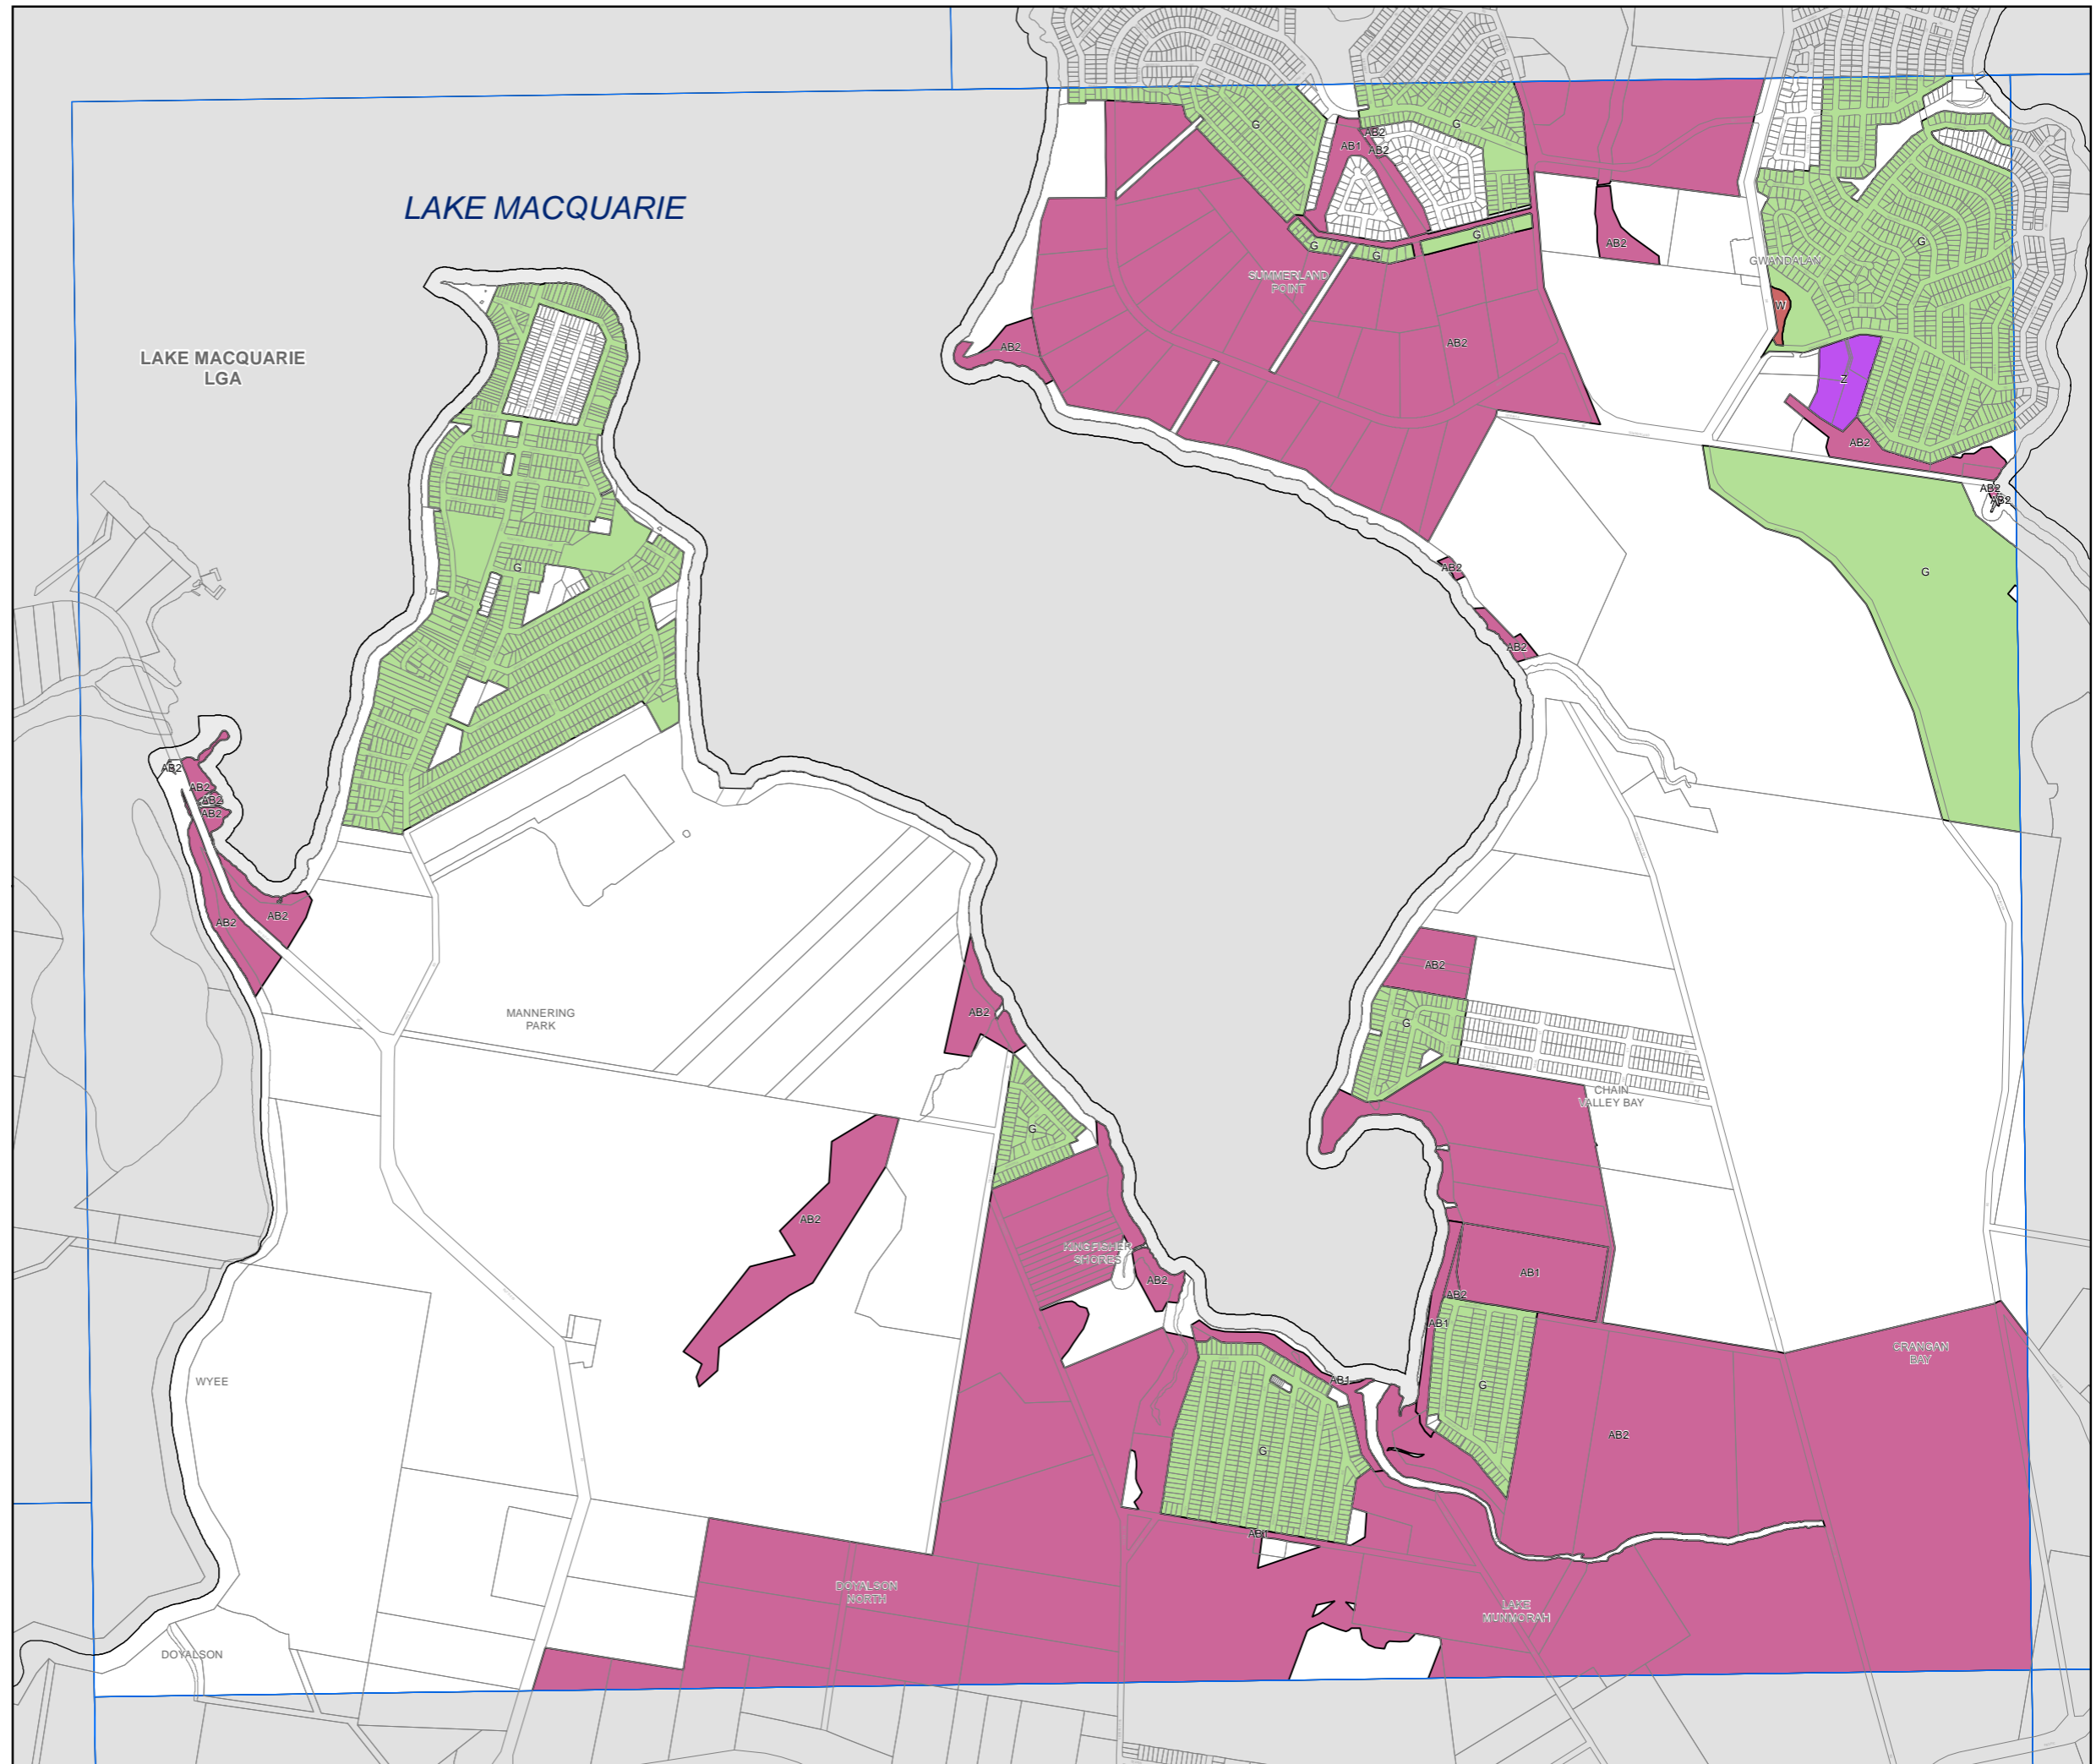 G
G
AB2
AB1
AB2
LAKE MACQUARIE
G
G
G
AB2
G
GWANDALAN
SUMMERLAND
POINT
W
AB2
AB2
LAKE MACQUARIE
LGA
Z
AB2
AB2
AB2
G
AB2
G
AB2
AB2
AB2
AB2
AB2
AB2
AB2
AB2
AB2
MANNERING
PARK
G
CHAIN
VALLEY BAY
G
AB2
KINGFISHER
SHORES
AB2
AB1
AB2
AB1
CRANGAN
BAY
WYEE
AB1
G
AB2
G
AB1
DOYALSON
NORTH
LAKE
MUNMORAH
DOYALSON